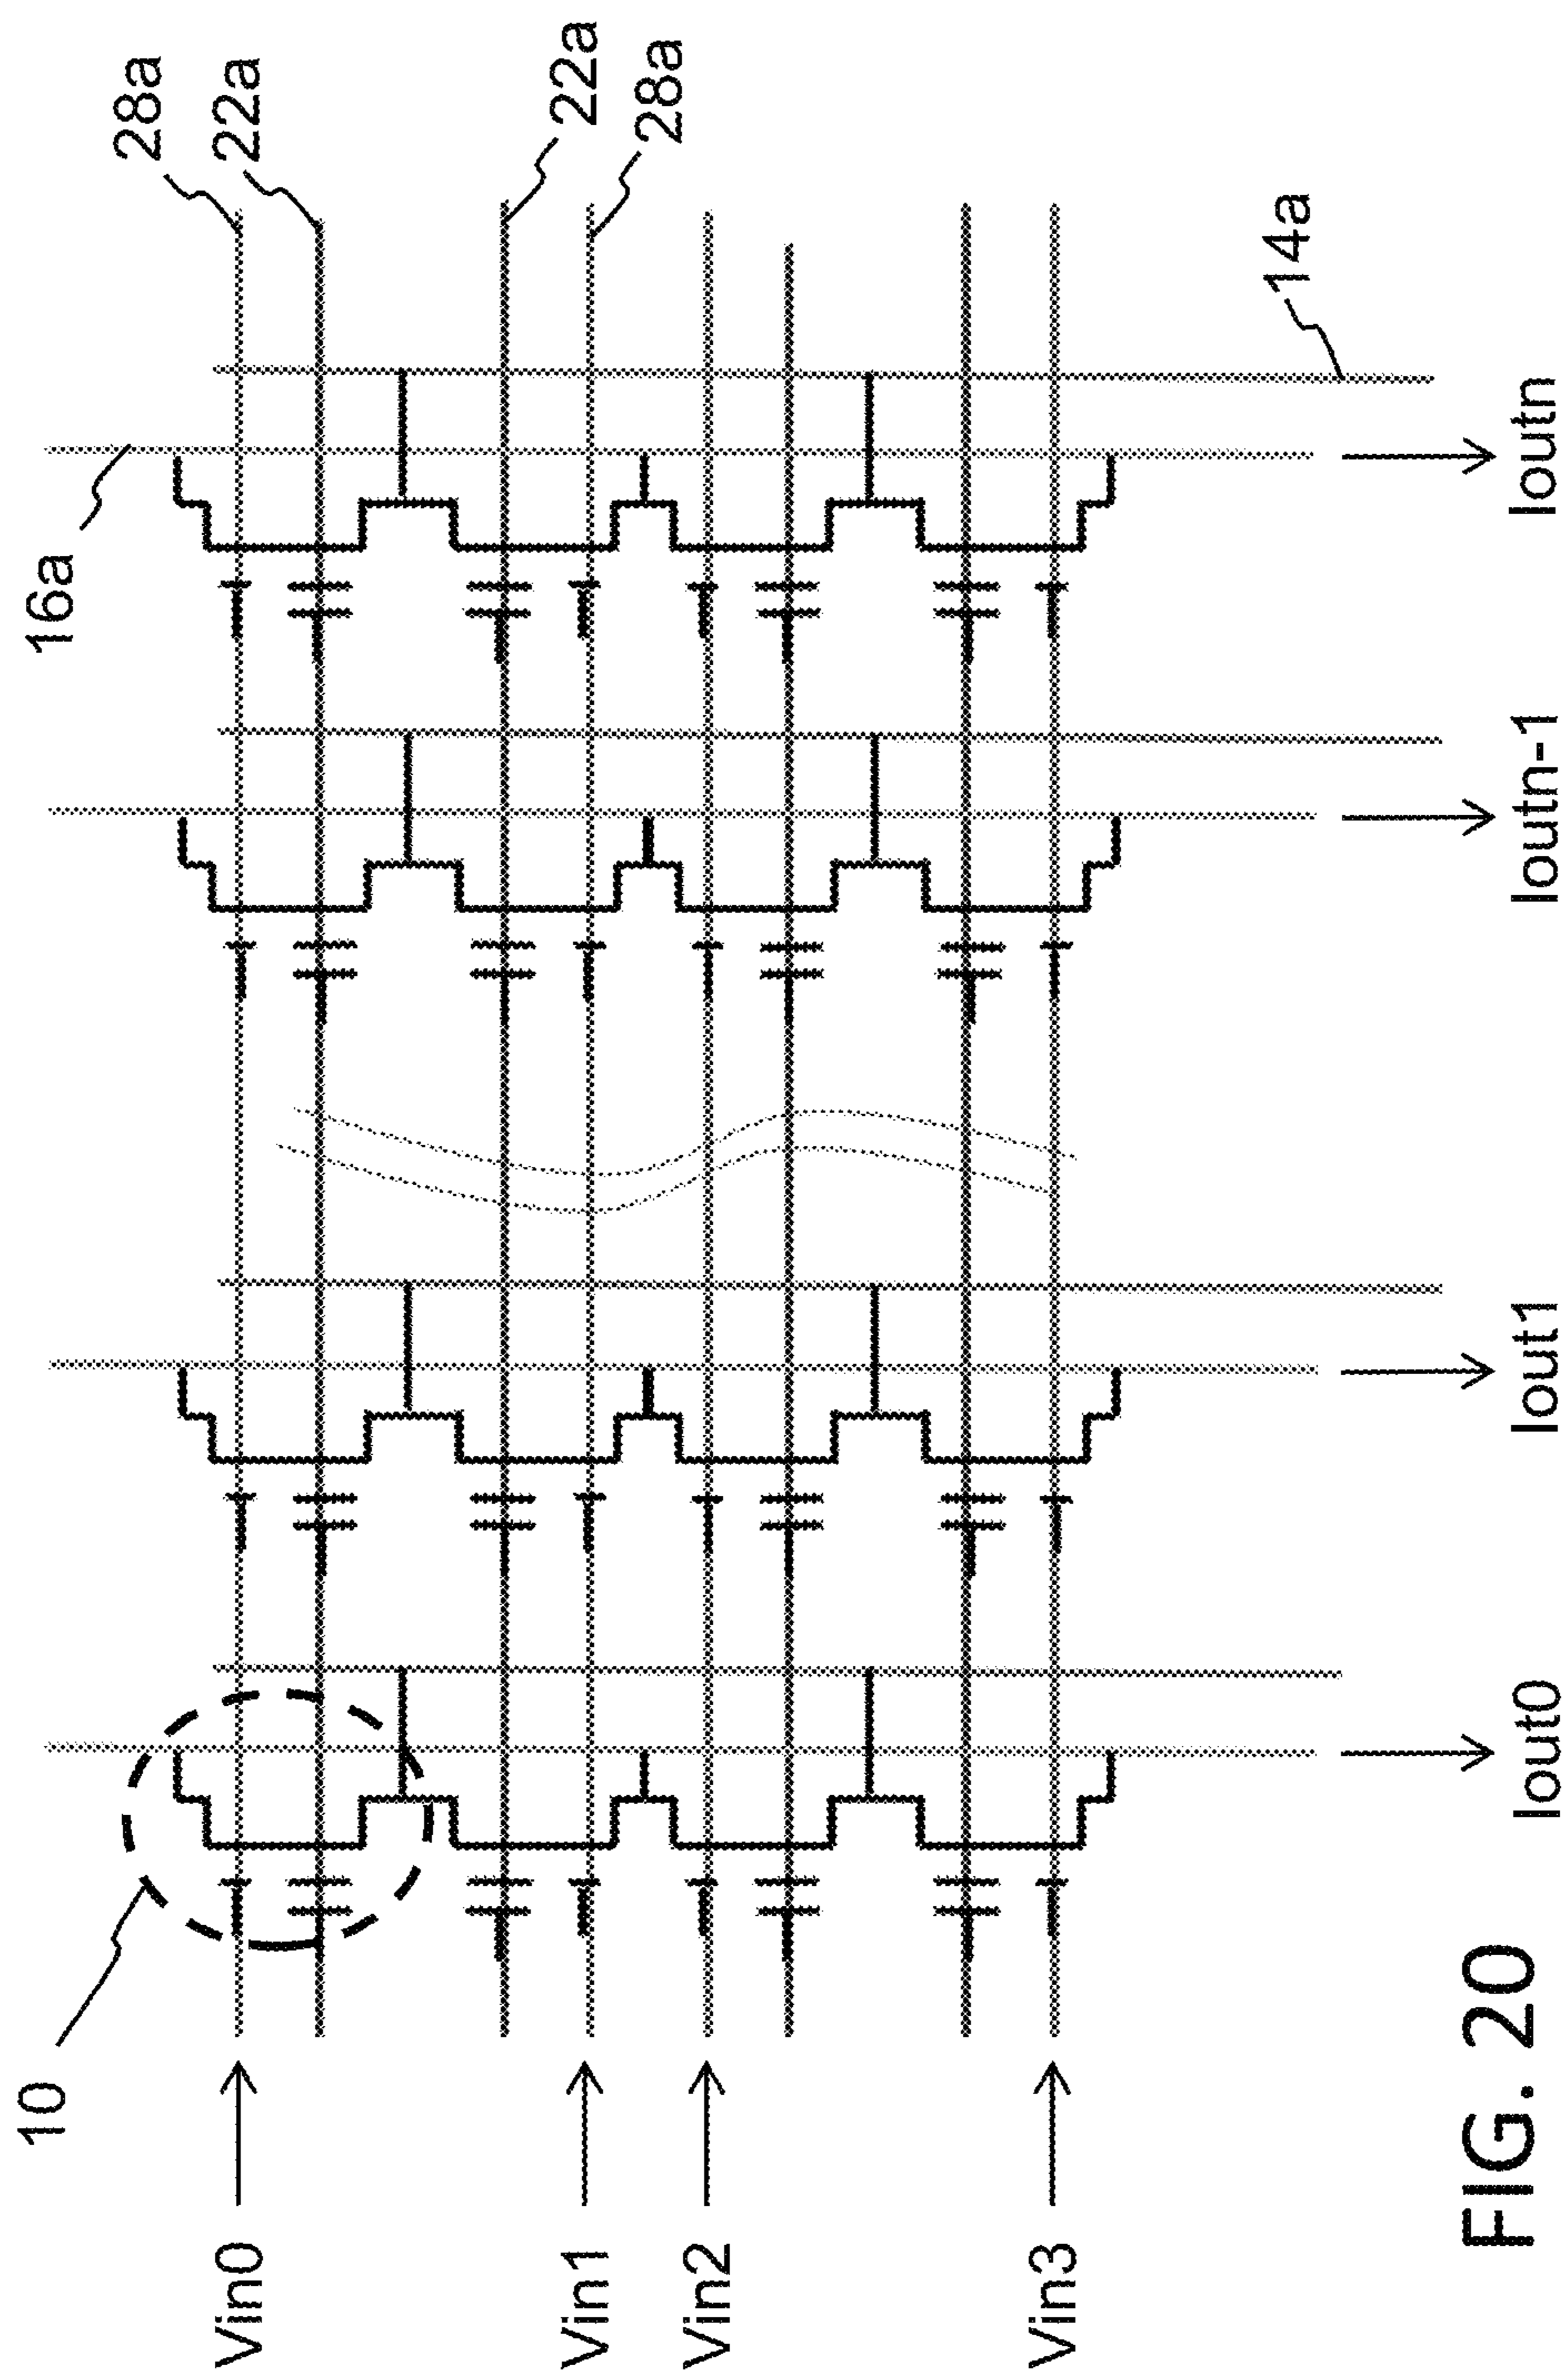 28a
22a
22a
28a
16a
14a
10
Vin0
Vin1
Vin2
Vin3
Iout0
Iout1
Ioutn-1
Ioutn
FIG. 20